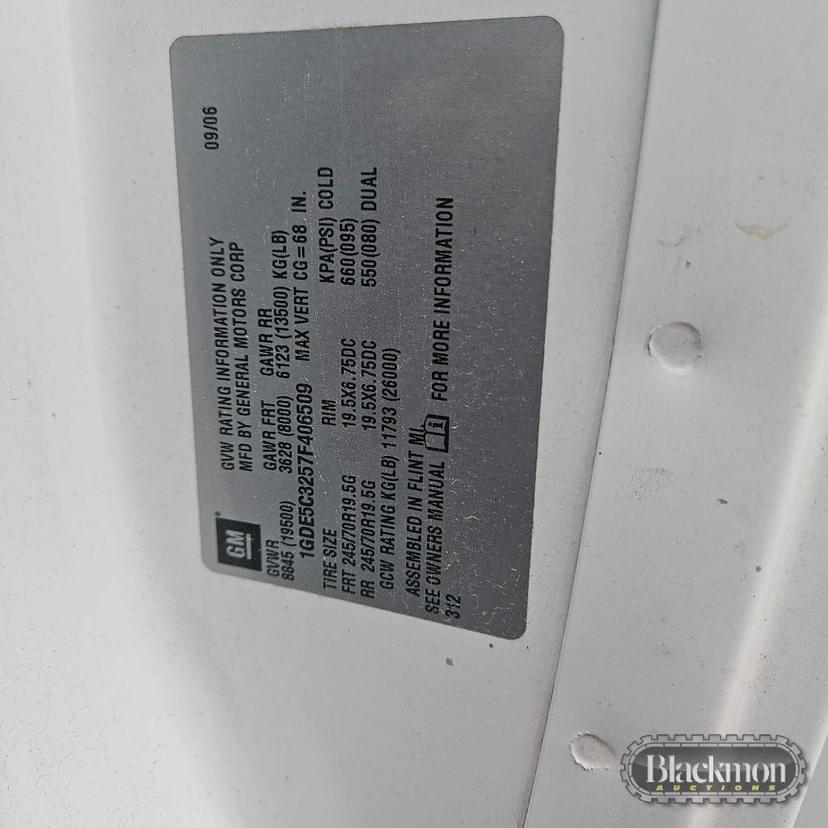 GM
GVW RATING INFORMATION ONLY 09/06
MFD BY GENERAL MOTORS CORP
GVWR GAWR FRT GAWR RR
8845 (19500) 3628 (8000) 6123 (13500) KG(LB)
1GDE5C3257F406509 MAX VERT CG=68 IN.
TIRE SIZE RIM KPA(PSI) COLD
FRT 245/70R19.5G 19.5X6.75DC 660(095)
RR 245/70R19.5G 19.5X6.75DC 550(080) DUAL
GCW RATING KG(LB) 11793 (26000)
ASSEMBLED IN FLINT MI.
SEE OWNERS MANUAL i FOR MORE INFORMATION
312
Blackmon
AUCTIONS